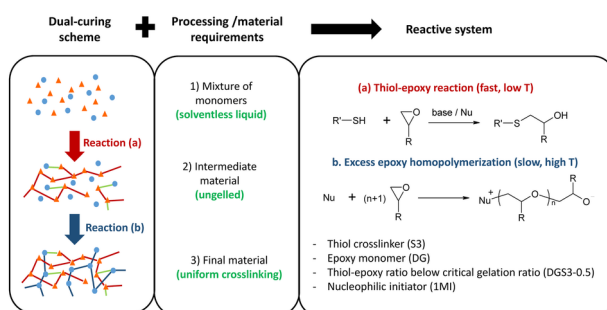 Dual-curing
scheme
Processing /material
requirements
Reactive system
Reaction (a)
Reaction (b)
1) Mixture of
monomers
(solventless liquid)
2) Intermediate
material
(ungelled)
3) Final material
(uniform crosslinking)
(a) Thiol-epoxy reaction (fast, low T)
R'—SH + O R base / Nu R'—S OH R
b. Excess epoxy homopolymerization (slow, high T)
Nu + (n+1) O R Nu + O n O - R R
- Thiol crosslinker (S3)
- Epoxy monomer (DG)
- Thiol-epoxy ratio below critical gelation ratio (DGS3-0.5)
- Nucleophilic initiator (1MI)